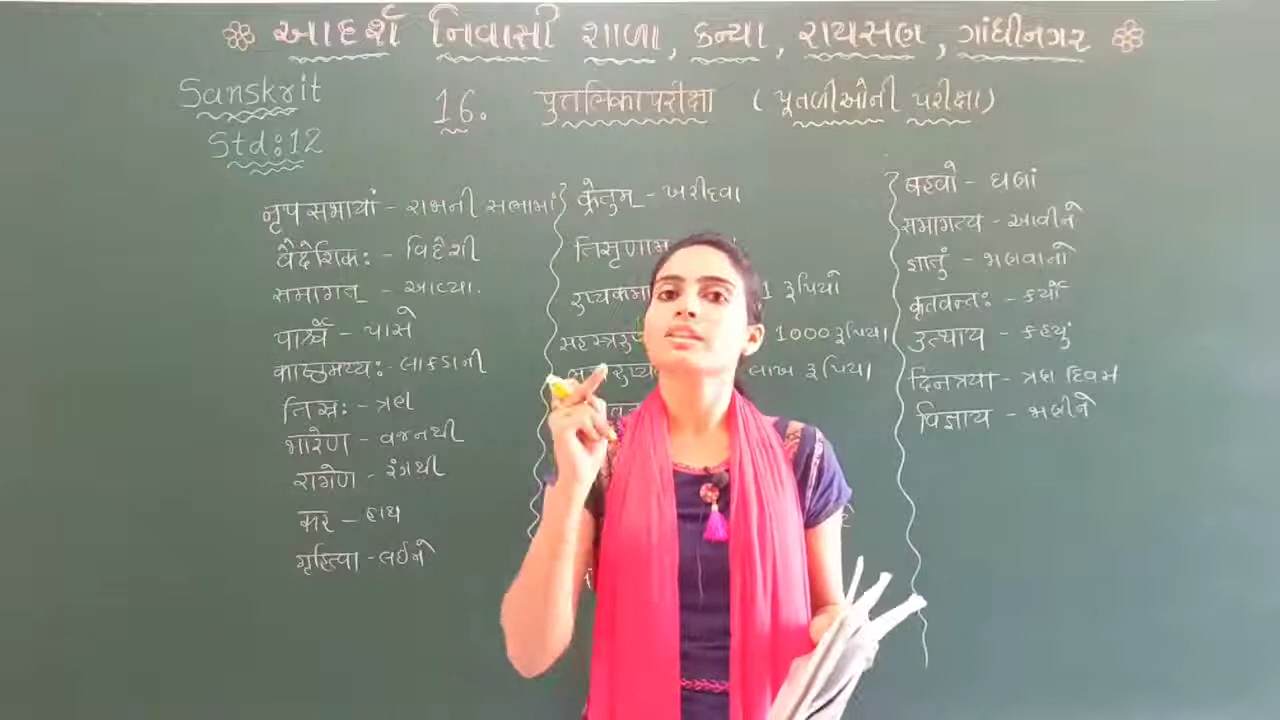 આદર્શ નિવાસી શાળા, કન્યા, રાયસણ, ગાંધીનગર
Sanskrit
Std:12
16. पुत्तलिकापरीक्षा (પૂતળીઓની પરીક્ષા)
नृपसभायां - રાજાની સભામાં
वैदेशिकः - વિદેશી
समागत् - આવ્યા.
पार्श्वे - પાસે
काष्ठमय्यः - લાકડાની
तिस्रः - ત્રણ
भारेण - વજનથી
रागेण - રંગથી
कर - હાથ
गृहित्वा - લઈને
क्रेतुम् - ખરીદવા
तिसृणाम
1 રૂપિયો
1000 રૂપિયા
લાખ રૂપિયા
बहवो - ઘણાં
समागत्य - આવીને
ज्ञातुं - જાણવાનો
कृतवन्तः - કર્યો
उत्थाय - કહ્યું
दिनत्रया - ત્રણ દિવસ
विज्ञाय - જાણીને